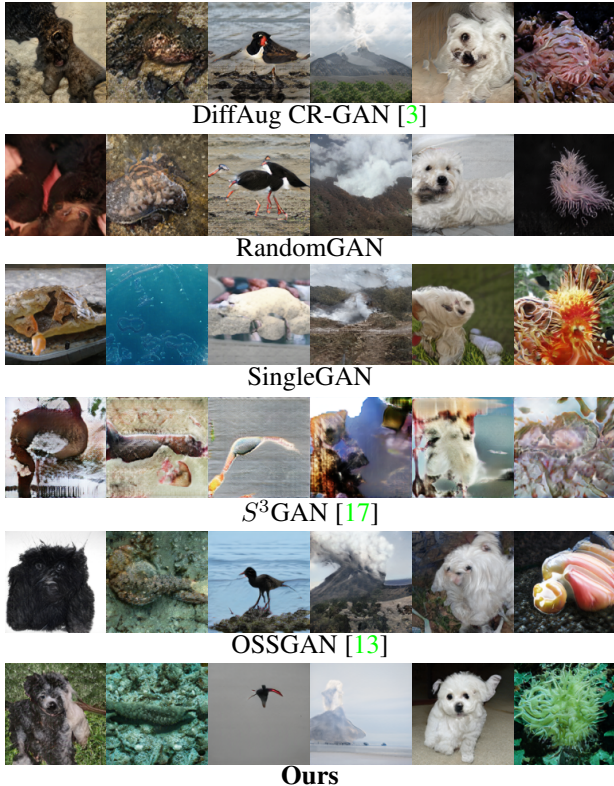 DiffAug CR-GAN [3]
RandomGAN
SingleGAN
S³GAN [17]
OSSGAN [13]
Ours